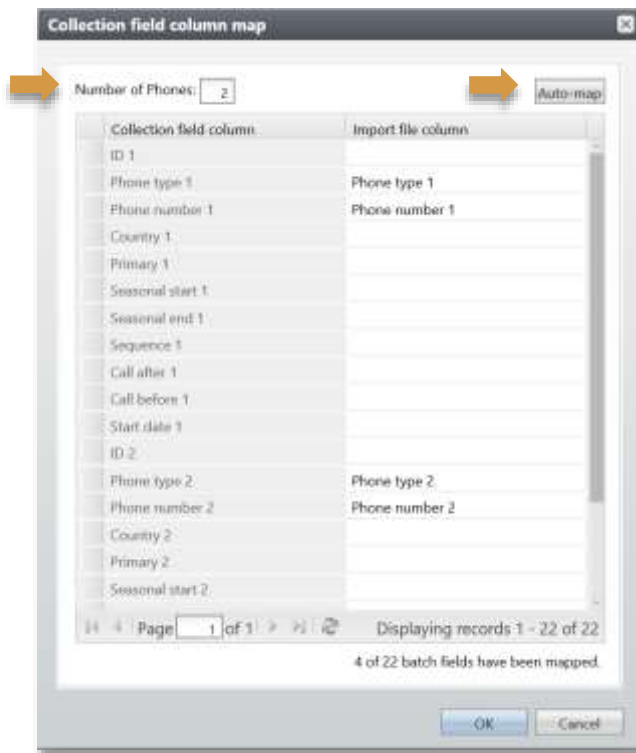 Collection field column map
Number of Phones: 2
Auto-map
Collection field column Import file column
ID 1
Phone type 1 Phone type 1
Phone number 1 Phone number 1
Country 1
Primary 1
Seasonal start 1
Seasonal end 1
Sequence 1
Call after 1
Call before 1
Start date 1
ID 2
Phone type 2 Phone type 2
Phone number 2 Phone number 2
Country 2
Primary 2
Seasonal start 2
Page 1 of 1 Displaying records 1 - 22 of 22
4 of 22 batch fields have been mapped.
OK Cancel